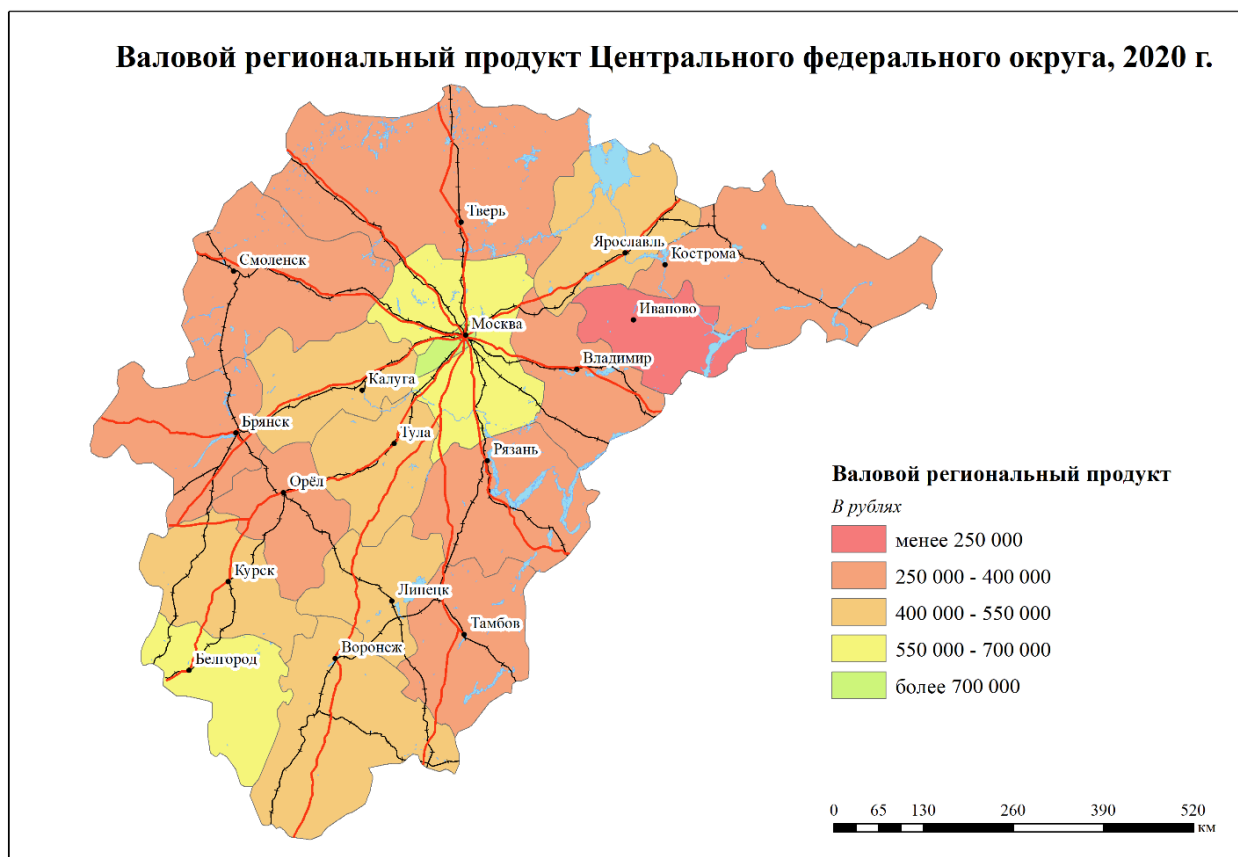 Валовой региональный продукт Центрального федерального округа, 2020 г.
Тверь
Ярославль
Кострома
Смоленск
Иваново
Москва
Владимир
Калуга
Брянск
Тула
Рязань
Орёл
Курск
Липецк
Тамбов
Воронеж
Белгород
Валовой региональный продукт
В рублях
менее 250 000
250 000 - 400 000
400 000 - 550 000
550 000 - 700 000
более 700 000
0 65 130 260 390 520
км